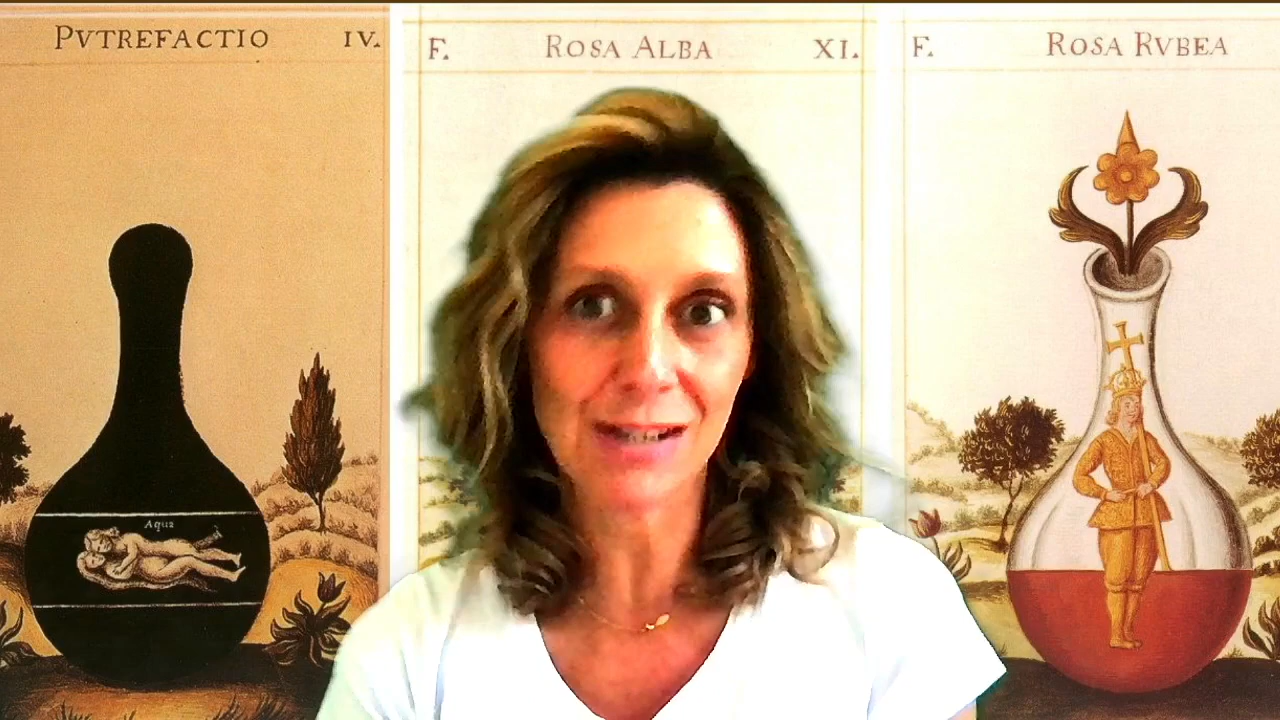 PVTREFACTIO IV.
F. ROSA ALBA XI.
F. ROSA RVBEA
Aqua